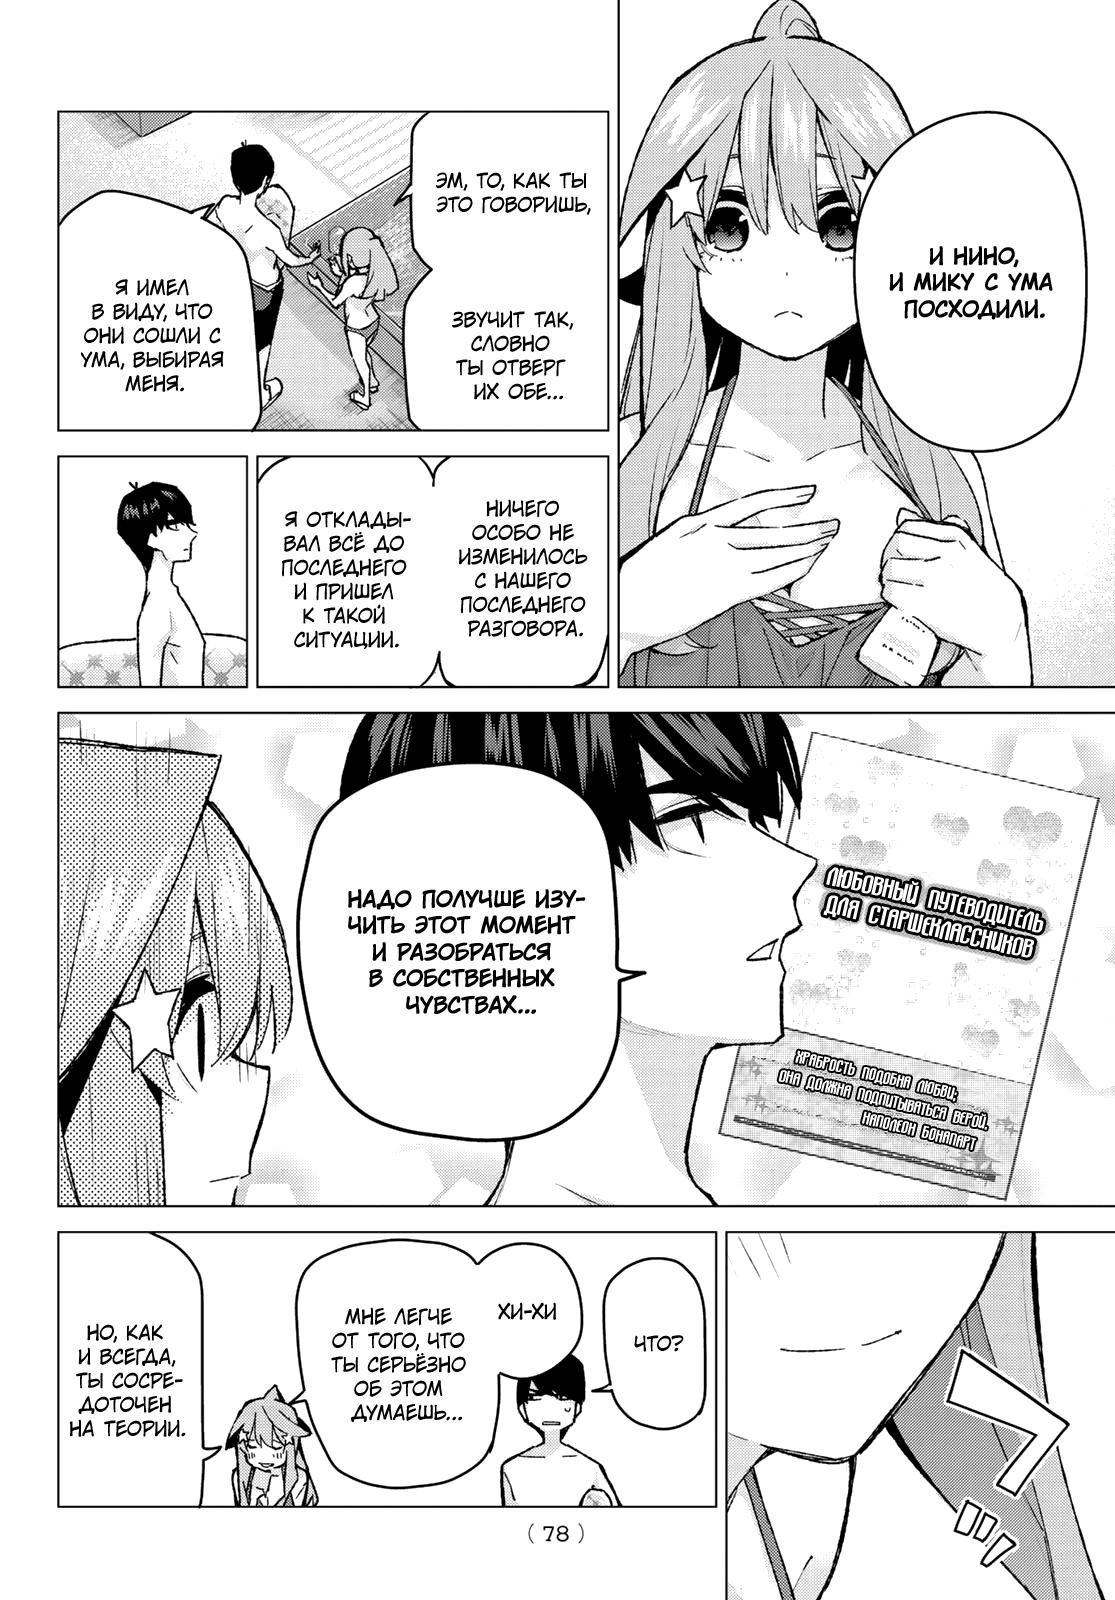 И НИНО,
И МИКУ С УМА
ПОСХОДИЛИ.
ЭМ, ТО, КАК ТЫ
ЭТО ГОВОРИШЬ,
ЗВУЧИТ ТАК,
СЛОВНО
ТЫ ОТВЕРГ
ИХ ОБЕ...
Я ИМЕЛ
В ВИДУ, ЧТО
ОНИ СОШЛИ С
УМА, ВЫБИРАЯ
МЕНЯ.
НИЧЕГО
ОСОБО НЕ
ИЗМЕНИЛОСЬ
С НАШЕГО
ПОСЛЕДНЕГО
РАЗГОВОРА.
Я ОТКЛАДЫ-
ВАЛ ВСЁ ДО
ПОСЛЕДНЕГО
И ПРИШЕЛ
К ТАКОЙ
СИТУАЦИИ.
ЛЮБОВНЫЙ ПУТЕВОДИТЕЛЬ
ДЛЯ СТАРШЕКЛАССНИКОВ
ХРАБРОСТЬ ПОДОБНА ЛЮБВИ;
ОНА ДОЛЖНА ПОДПИТЫВАТЬСЯ ВЕРОЙ.
НАПОЛЕОН БОНАПАРТ
НАДО ПОЛУЧШЕ ИЗУ-
ЧИТЬ ЭТОТ МОМЕНТ
И РАЗОБРАТЬСЯ
В СОБСТВЕННЫХ
ЧУВСТВАХ...
フフ
ЧТО?
ХИ-ХИ
МНЕ ЛЕГЧЕ
ОТ ТОГО, ЧТО
ТЫ СЕРЬЁЗНО
ОБ ЭТОМ
ДУМАЕШЬ...
НО, КАК
И ВСЕГДА,
ТЫ СОСРЕ-
ДОТОЧЕН
НА ТЕОРИИ.
( 78 )